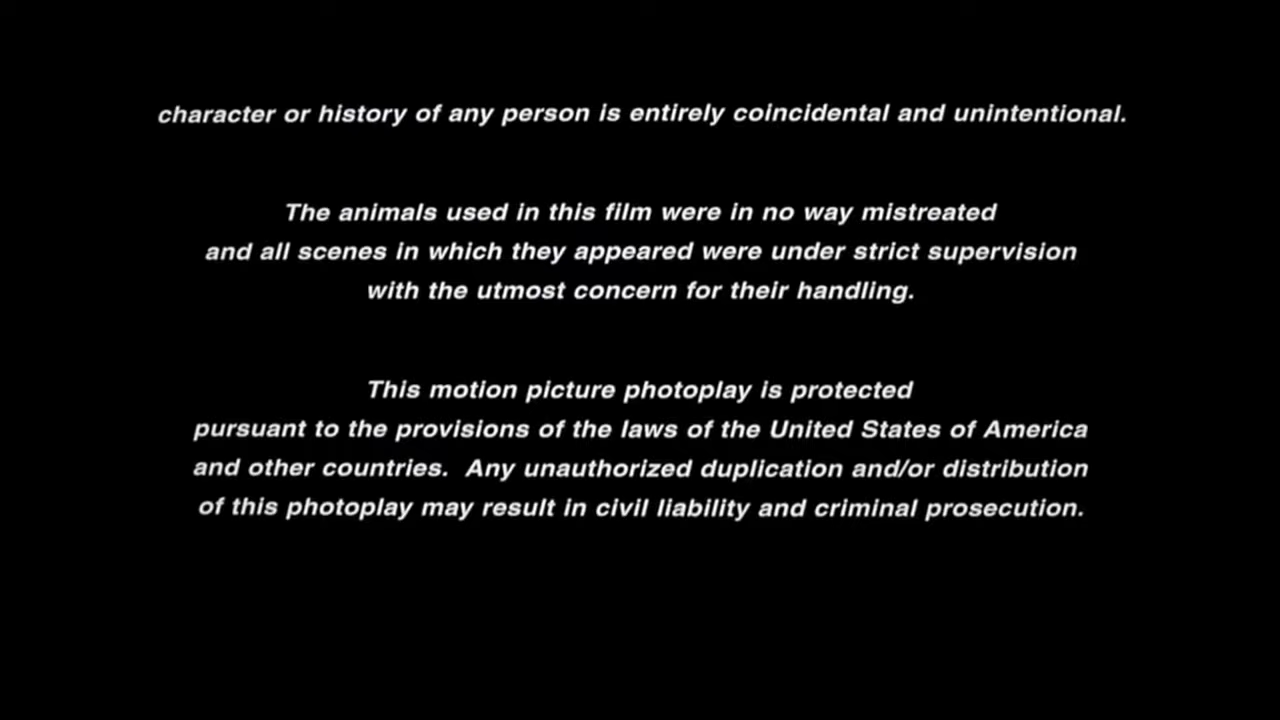 character or history of any person is entirely coincidental and unintentional.
The animals used in this film were in no way mistreated
and all scenes in which they appeared were under strict supervision
with the utmost concern for their handling.
This motion picture photoplay is protected
pursuant to the provisions of the laws of the United States of America
and other countries.  Any unauthorized duplication and/or distribution
of this photoplay may result in civil liability and criminal prosecution.